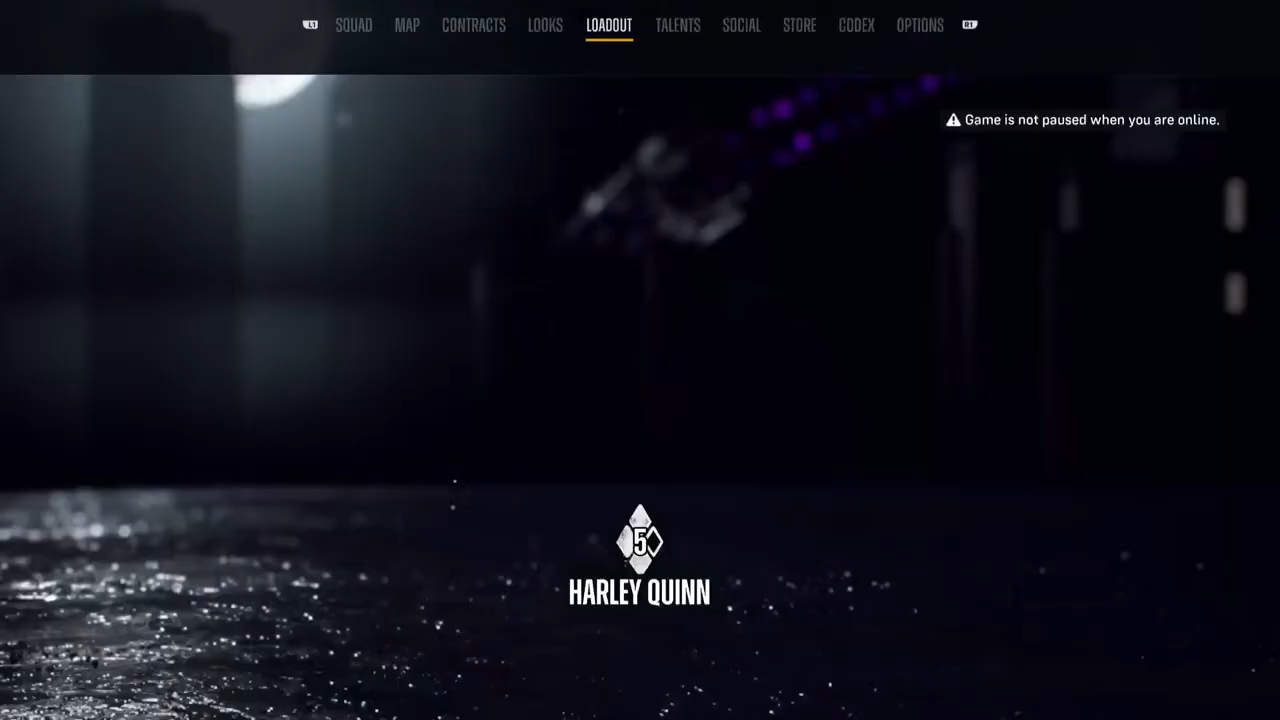 L1 SQUAD MAP CONTRACTS LOOKS LOADOUT TALENTS SOCIAL STORE CODEX OPTIONS R1
Game is not paused when you are online.
5
HARLEY QUINN